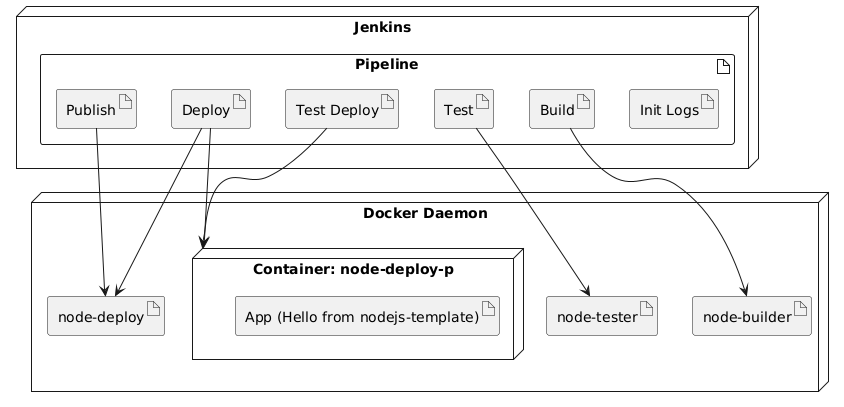 Jenkins
Pipeline
Publish
Deploy
Test Deploy
Test
Build
Init Logs
Docker Daemon
Container: node-deploy-p
node-deploy
App (Hello from nodejs-template)
node-tester
node-builder